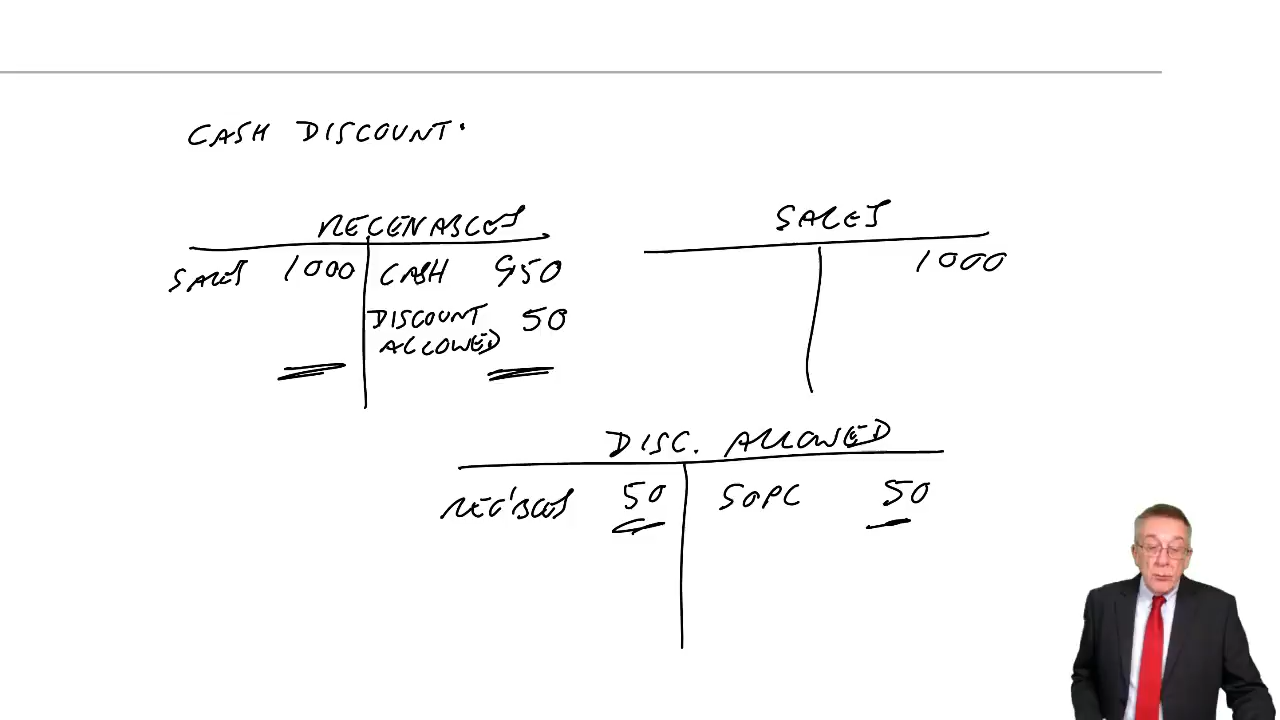 CASH DISCOUNT.
RECEIVABLES
SALES 1000 CASH 950
DISCOUNT 50
ALLOWED
SALES
1000
DISC. ALLOWED
REC'BLES 50 SOPL 50